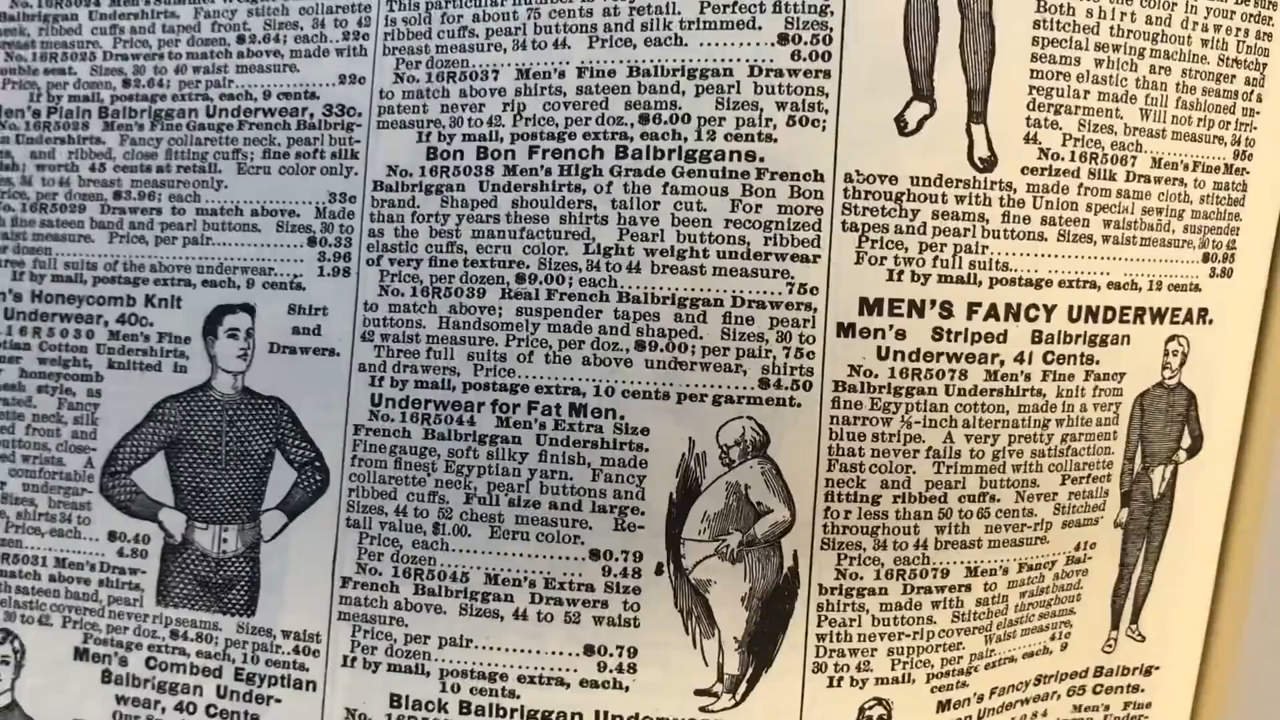 Balbriggan Undershirts. Fancy stitch collarette
neck, ribbed cuffs and taped front. Sizes, 34 to 42
breast measure. Price, per dozen, $2.64; each..22c
No. 16R5025 Drawers to match above, made with
double seat. Sizes, 30 to 40 waist measure.
Price, per dozen, $2.64; per pair..........22c
If by mail, postage extra, each, 9 cents.
Men's Plain Balbriggan Underwear, 33c.
No. 16R5028 Men's Fine Gauge French Balbrig-
Undershirts. Fancy collarette neck, pearl but-
and ribbed, close fitting cuffs; fine soft silk
worth 45 cents at retail. Ecru color only.
34 to 44 breast measure only.
Price, per dozen, $3.96; each..........33c
No. 16R5029 Drawers to match above. Made
fine sateen band and pearl buttons. Sizes, 30 to
waist measure. Price, per pair..........$0.33
dozen..........3.96
Three full suits of the above underwear..... 1.98
If by mail, postage extra, each, 9 cents.
Honeycomb Knit
Underwear, 40c.
16R5030 Men's Fine
Cotton Undershirts,
weight, knitted in
honeycomb
style, as
Fancy
neck, silk
front and
buttons, close-
wrists. A
comfortable
undergar-
Sizes,
shirts 34 to
Price, each... $0.40
4.80
Shirt
and
Drawers.
Men's Draw-
match above shirts,
sateen band, pearl
elastic covered never rip seams. Sizes, waist
30 to 42. Price, per doz., $4.80; per pair..40c
Postage extra, each, 10 cents.
Men's Combed Egyptian
Balbriggan Under-
wear, 40 Cents
This particular number is
is sold for about 75 cents at retail. Perfect fitting,
ribbed cuffs, pearl buttons and silk trimmed. Sizes,
breast measure, 34 to 44. Price, each. ..........$0.50
Per dozen..........6.00
No. 16R5037 Men's Fine Balbriggan Drawers
to match above shirts, sateen band, pearl buttons,
patent never rip covered seams. Sizes, waist,
measure, 30 to 42. Price, per doz., $6.00 per pair, 50c;
If by mail, postage extra, each, 12 cents.
Bon Bon French Balbriggans.
No. 16R5038 Men's High Grade Genuine French
Balbriggan Undershirts, of the famous Bon Bon
brand. Shaped shoulders, tailor cut. For more
than forty years these shirts have been recognized
as the best manufactured, Pearl buttons, ribbed
elastic cuffs, ecru color. Light weight underwear
of very fine texture. Sizes, 34 to 44 breast measure.
Price, per dozen, $9.00; each..........75c
No. 16R5039 Real French Balbriggan Drawers,
to match above; suspender tapes and fine pearl
buttons. Handsomely made and shaped. Sizes, 30 to
42 waist measure. Price, per doz., $9.00; per pair, 75c
Three full suits of the above underwear, shirts
and drawers, Price..........$4.50
If by mail, postage extra, 10 cents per garment.
Underwear for Fat Men.
No. 16R5044 Men's Extra Size
French Balbriggan Undershirts.
Fine gauge, soft silky finish, made
from finest Egyptian yarn. Fancy
collarette neck, pearl buttons and
ribbed cuffs. Full size and large.
Sizes, 44 to 52 chest measure. Re-
tail value, $1.00. Ecru color.
Price, each..........$0.79
Per dozen..........9.48
No. 16R5045 Men's Extra Size
French Balbriggan Drawers to
match above. Sizes, 44 to 52 waist
measure.
Price, per pair..........$0.79
Per dozen..........9.48
If by mail, postage extra, each,
10 cents.
Black Balbriggan Underwear
No.
the color in your order.
Both shirt and drawers are
stitched throughout with Union
special sewing machine. Stretchy
seams which are stronger and
more elastic than the seams of a
regular made full fashioned un-
dergarment. Will not rip or irri-
tate. Sizes, breast measure, 34 to
44. Price, each..........95c
No. 16R5067 Men's Fine Mer-
cerized Silk Drawers, to match
above undershirts, made from same cloth, stitched
throughout with the Union special sewing machine.
Stretchy seams, fine sateen waistband, suspender
tapes and pearl buttons. Sizes, waist measure, 30 to 42.
Price, per pair..........$0.95
For two full suits..........3.80
If by mail, postage extra, each, 12 cents.
MEN'S FANCY UNDERWEAR.
Men's Striped Balbriggan
Underwear, 41 Cents.
No. 16R5078 Men's Fine Fancy
Balbriggan Undershirts, knit from
fine Egyptian cotton, made in a very
narrow ⅛-inch alternating white and
blue stripe. A very pretty garment
that never fails to give satisfaction.
Fast color. Trimmed with collarette
neck and pearl buttons. Perfect
fitting ribbed cuffs. Never retails
for less than 50 to 65 cents. Stitched
throughout with never-rip seams
Sizes, 34 to 44 breast measure.
Price, each..........41c
No. 16R5079 Men's Fancy Bal-
briggan Drawers to match above
shirts, made with satin waistband.
Pearl buttons. Stitched throughout
with never-rip covered elastic seams.
Drawer supporter. Waist measure,
30 to 42. Price, per pair..........41c
If by mail, postage extra, each, 9
cents.
Men's Fancy Striped Balbrig-
Underwear, 65 Cents.
Men's Fine